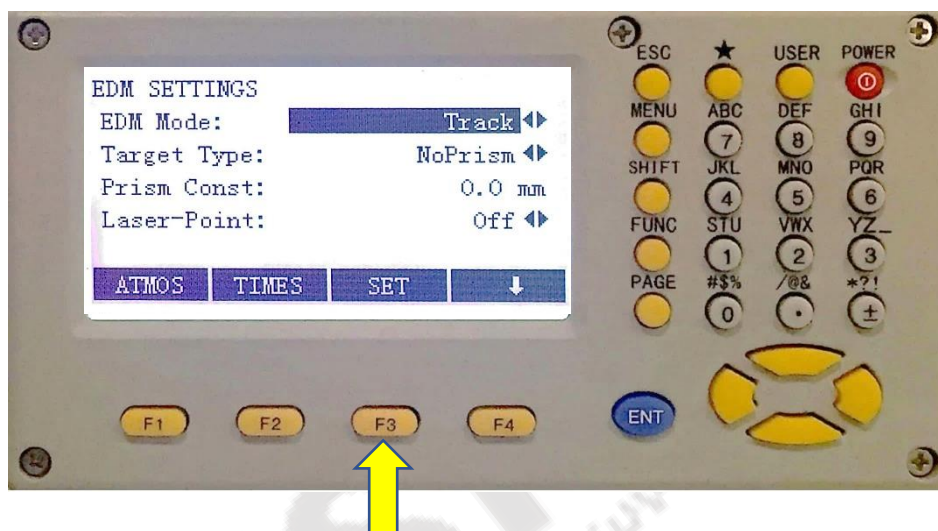 EDM SETTINGS
EDM Mode: Track
Target Type: NoPrism
Prism Const: 0.0 mm
Laser-Point: Off
ATMOS TIMES SET
F1 F2 F3 F4
ESC ★ USER POWER
MENU ABC DEF GHI
7 8 9
SHIFT JKL MNO PQR
4 5 6
FUNC STU VWX YZ_
1 2 3
PAGE #$% /@& *?!
0 . ±
ENT